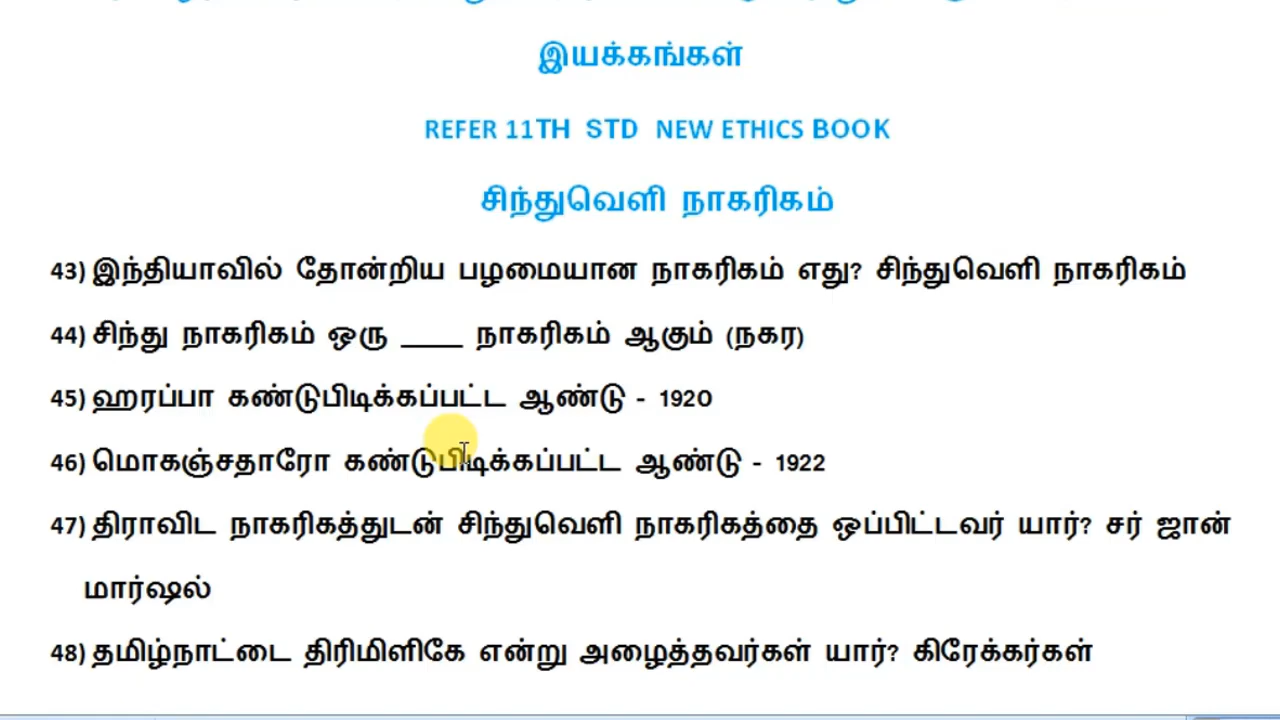 இயக்கங்கள்
REFER 11TH STD NEW ETHICS BOOK
சிந்துவெளி நாகரிகம்
43) இந்தியாவில் தோன்றிய பழமையான நாகரிகம் எது? சிந்துவெளி நாகரிகம்
44) சிந்து நாகரிகம் ஒரு ____ நாகரிகம் ஆகும் (நகர)
45) ஹரப்பா கண்டுபிடிக்கப்பட்ட ஆண்டு - 1920
46) மொகஞ்சதாரோ கண்டுபிடிக்கப்பட்ட ஆண்டு - 1922
47) திராவிட நாகரிகத்துடன் சிந்துவெளி நாகரிகத்தை ஒப்பிட்டவர் யார்? சர் ஜான்
மார்ஷல்
48) தமிழ்நாட்டை திரிமிளிகே என்று அழைத்தவர்கள் யார்? கிரேக்கர்கள்